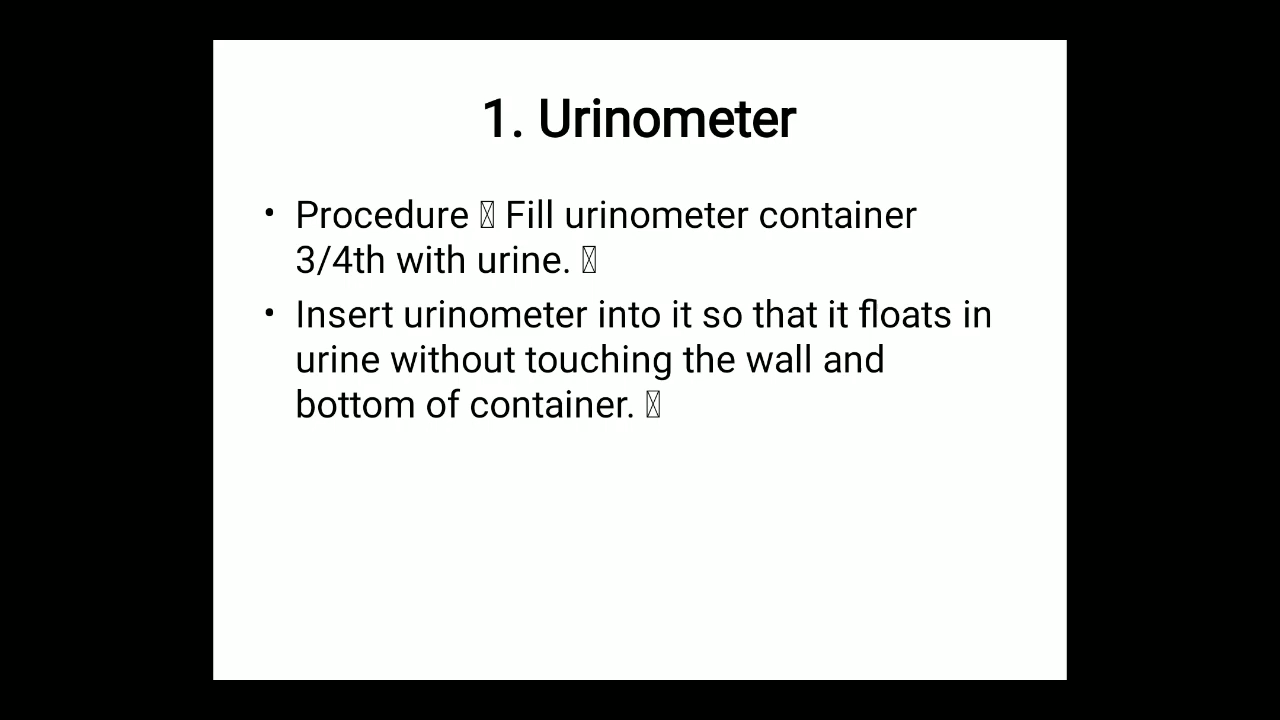 1. Urinometer
• Procedure  Fill urinometer container
3/4th with urine. 
• Insert urinometer into it so that it floats in
urine without touching the wall and
bottom of container.